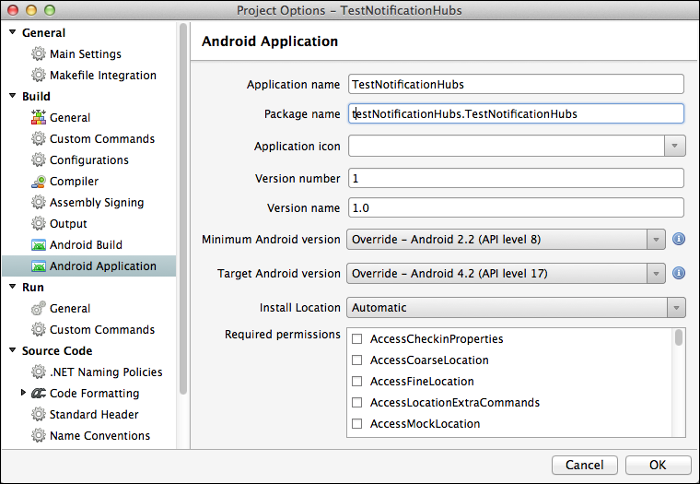 Project Options – TestNotificationHubs
General
Main Settings
Makefile Integration
Build
General
Custom Commands
Configurations
Compiler
Assembly Signing
Output
Android Build
Android Application
Run
General
Custom Commands
Source Code
.NET Naming Policies
Code Formatting
Standard Header
Name Conventions
Android Application
Application name TestNotificationHubs
Package name testNotificationHubs.TestNotificationHubs
Application icon
Version number 1
Version name 1.0
Minimum Android version Override – Android 2.2 (API level 8)
Target Android version Override – Android 4.2 (API level 17)
Install Location Automatic
Required permissions
AccessCheckinProperties
AccessCoarseLocation
AccessFineLocation
AccessLocationExtraCommands
AccessMockLocation
Cancel OK